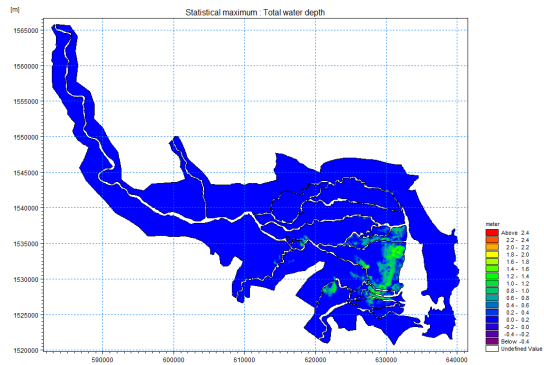 [m]
Statistical maximum : Total water depth
1565000
1560000
1555000
1550000
1545000
1540000
1535000
1530000
1525000
1520000
590000 600000 610000 620000 630000 640000
meter
Above 2.4
2.2 - 2.4
2.0 - 2.2
1.8 - 2.0
1.6 - 1.8
1.4 - 1.6
1.2 - 1.4
1.0 - 1.2
0.8 - 1.0
0.6 - 0.8
0.4 - 0.6
0.2 - 0.4
0.0 - 0.2
-0.2 - 0.0
-0.4 - -0.2
Below -0.4
Undefined Value